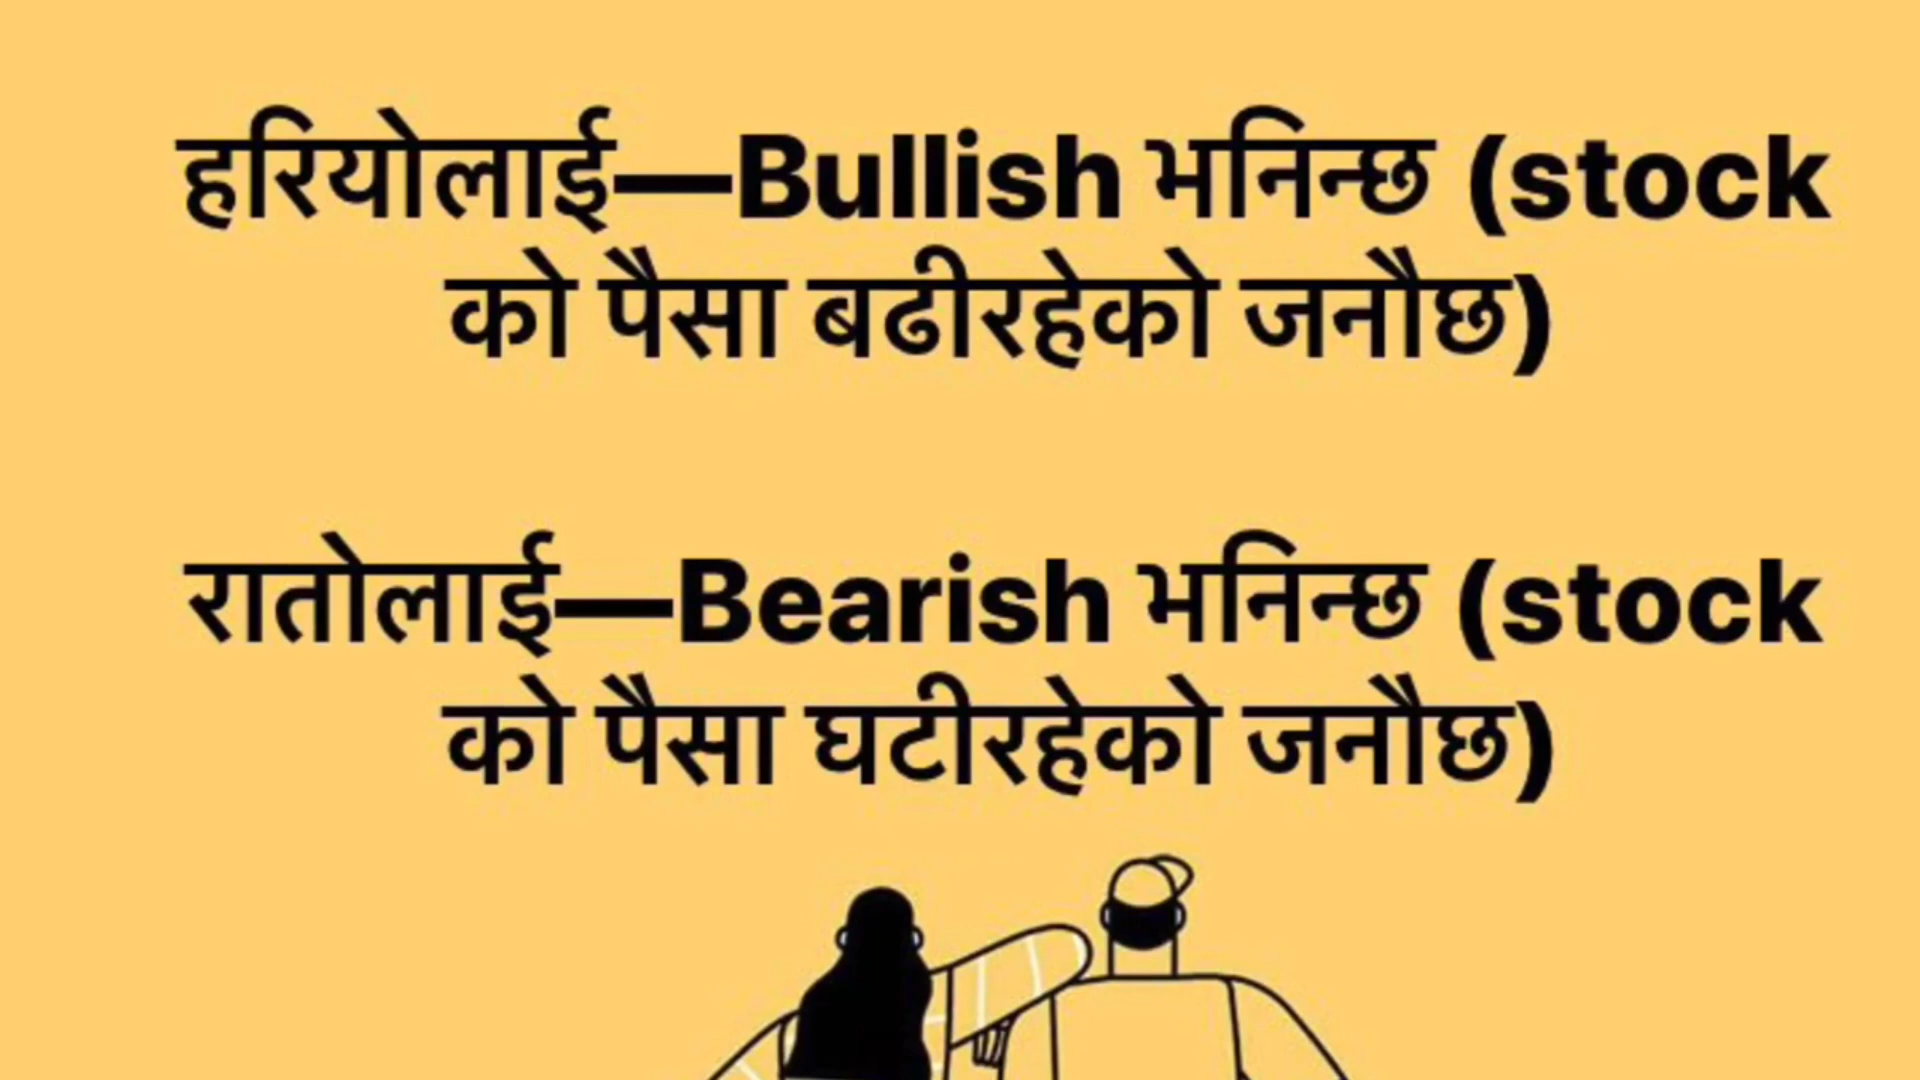 हरियोलाई—Bullish भनिन्छ (stock
को पैसा बढीरहेको जनौछ)
रातोलाई—Bearish भनिन्छ (stock
को पैसा घटीरहेको जनौछ)